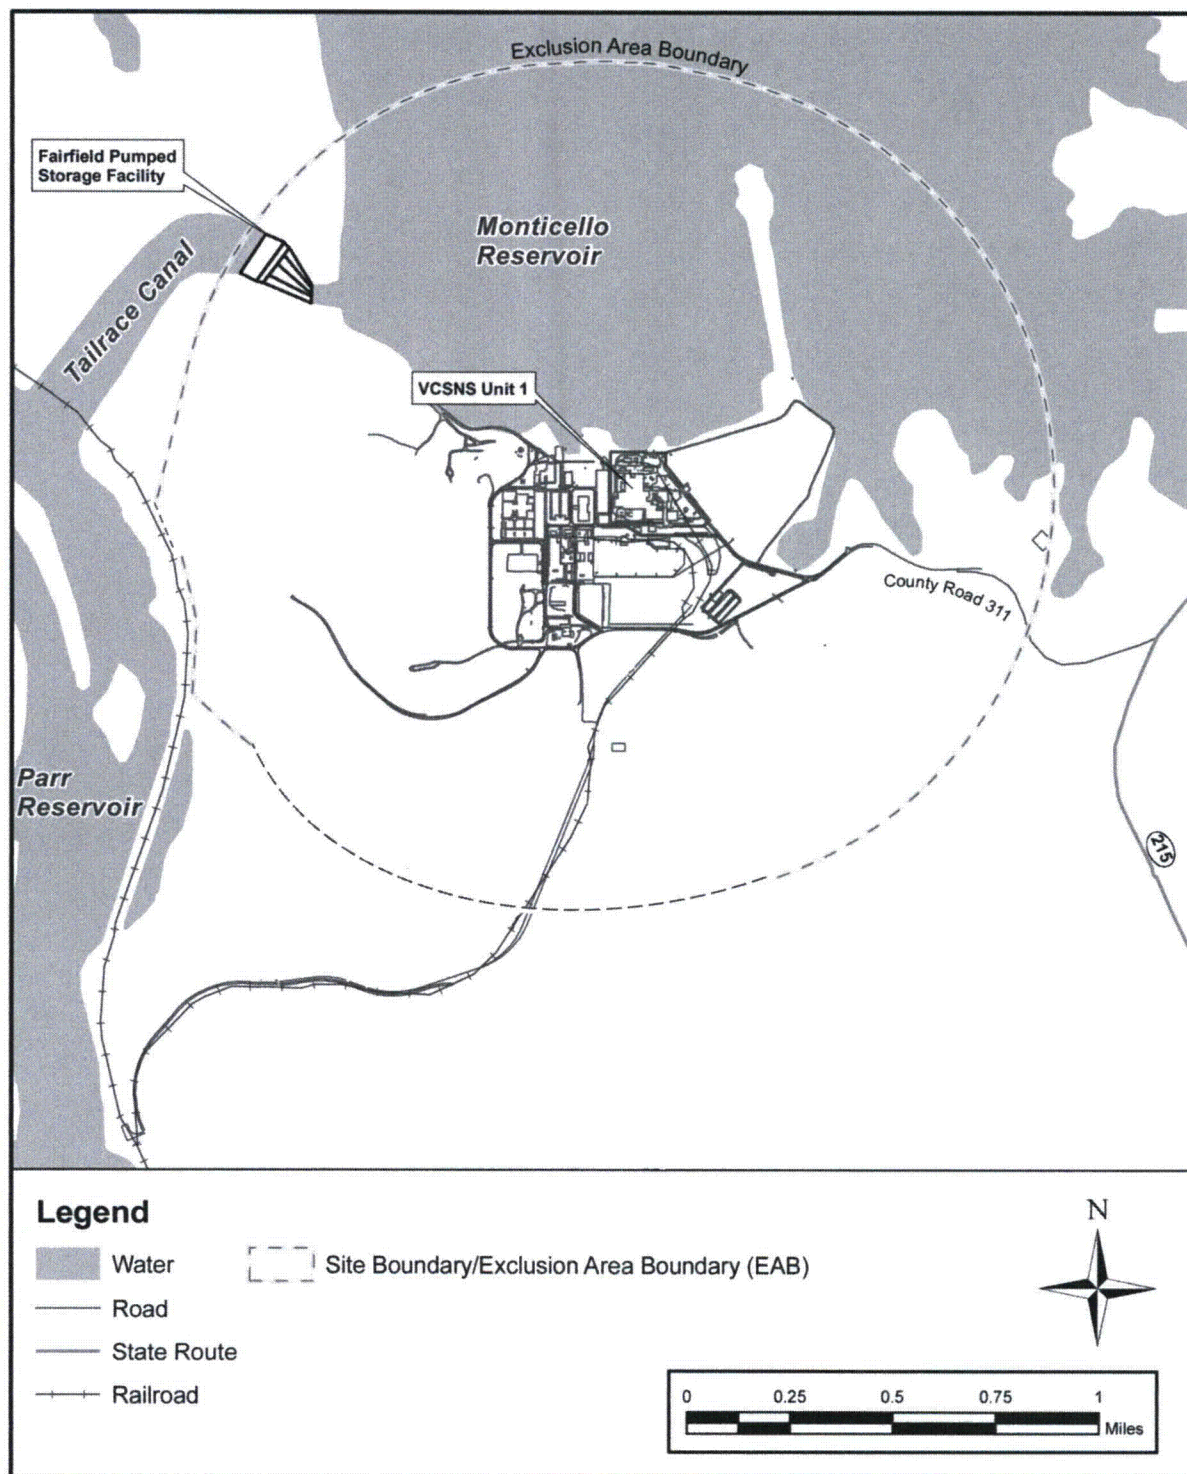 Exclusion Area Boundary
Fairfield Pumped
Storage Facility
Monticello
Reservoir
Tailrace Canal
VCSNS Unit 1
County Road 311
Parr
Reservoir
215
Legend
Water
Road
State Route
Railroad
Site Boundary/Exclusion Area Boundary (EAB)
N
0 0.25 0.5 0.75 1
Miles